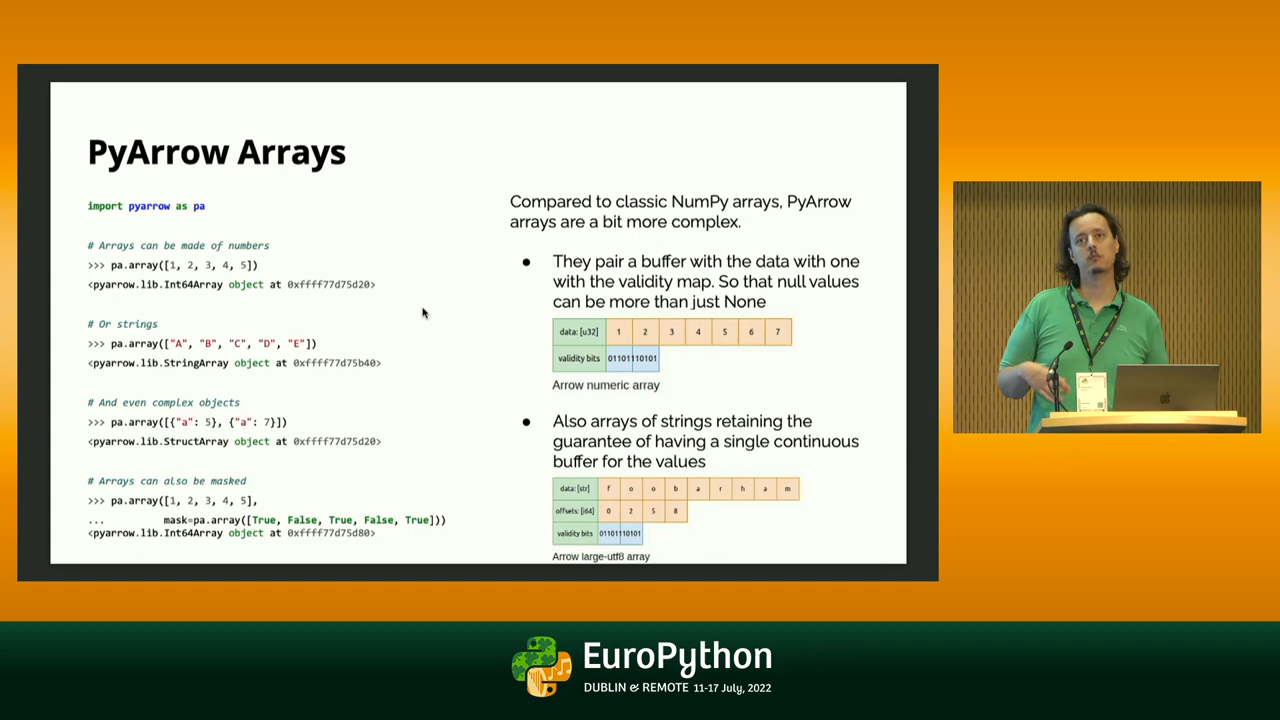 PyArrow Arrays
import pyarrow as pa
# Arrays can be made of numbers
>>> pa.array([1, 2, 3, 4, 5])
<pyarrow.lib.Int64Array object at 0xffff77d75d20>
# Or strings
>>> pa.array(["A", "B", "C", "D", "E"])
<pyarrow.lib.StringArray object at 0xffff77d75b40>
# And even complex objects
>>> pa.array([{"a": 5}, {"a": 7}])
<pyarrow.lib.StructArray object at 0xffff77d75d20>
# Arrays can also be masked
>>> pa.array([1, 2, 3, 4, 5],
... mask=pa.array([True, False, True, False, True]))
<pyarrow.lib.Int64Array object at 0xffff77d75d80>
Compared to classic NumPy arrays, PyArrow
arrays are a bit more complex.
● They pair a buffer with the data with one
with the validity map. So that null values
can be more than just None
data: [u32] 1 2 3 4 5 6 7
validity bits 01101110101
Arrow numeric array
● Also arrays of strings retaining the
guarantee of having a single continuous
buffer for the values
data: [str] f o o b a r h a m
offsets: [i64] 0 2 5 8
validity bits 01101110101
Arrow large-utf8 array
EuroPython
DUBLIN & REMOTE 11-17 July, 2022